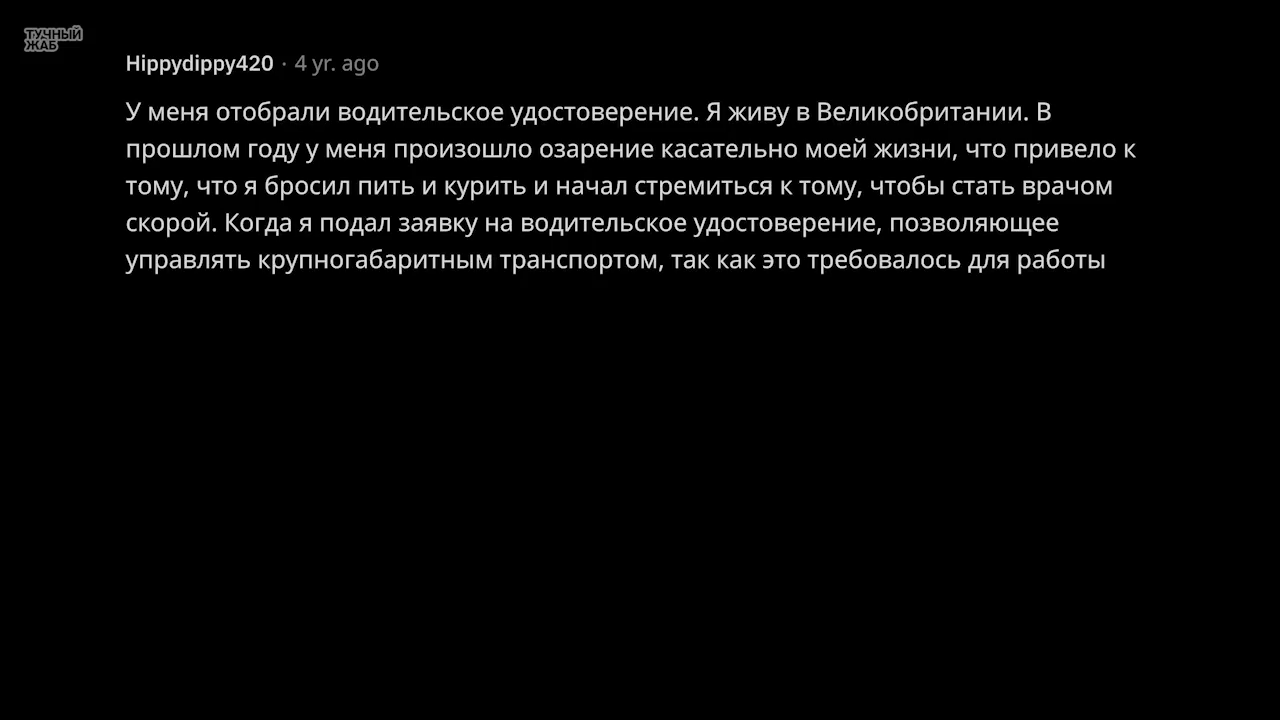 ТУЧНЫЙ
ЖАБ
Hippydippy420 · 4 yr. ago
У меня отобрали водительское удостоверение. Я живу в Великобритании. В
прошлом году у меня произошло озарение касательно моей жизни, что привело к
тому, что я бросил пить и курить и начал стремиться к тому, чтобы стать врачом
скорой. Когда я подал заявку на водительское удостоверение, позволяющее
управлять крупногабаритным транспортом, так как это требовалось для работы